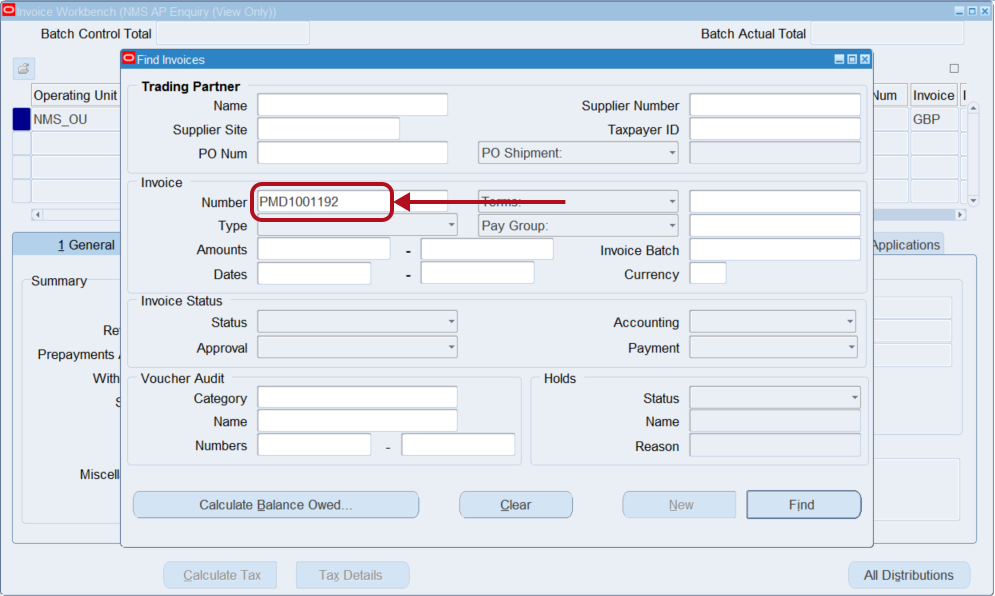 Invoice Workbench (NMS AP Enquiry (View Only))
Batch Control Total
Batch Actual Total
Find Invoices
Operating Unit
Num
Invoice
NMS_OU
GBP
Trading Partner
Name
Supplier Number
Supplier Site
Taxpayer ID
PO Num
PO Shipment:
Invoice
Number PMD1001192
Terms:
Type
Pay Group:
Amounts -
Invoice Batch
Dates -
Currency
1 General
Applications
Summary
Invoice Status
Status
Accounting
Approval
Payment
Prepayments
With
Voucher Audit
Holds
Category
Status
Name
Name
Numbers -
Reason
Miscell
Calculate Balance Owed...
Clear
New
Find
Calculate Tax
Tax Details
All Distributions